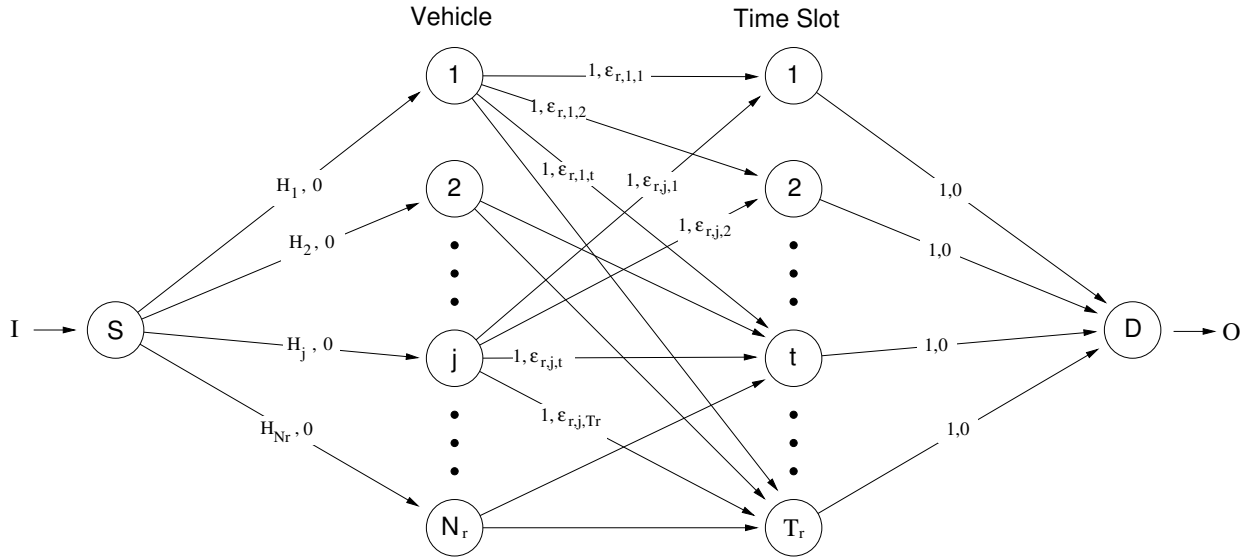 Vehicle
Time Slot
1
1, ε_{r,1,1}
1
1, ε_{r,1,2}
1, ε_{r,1,t}
1, ε_{r,j,1}
H_1, 0
2
2
1,0
H_2, 0
1, ε_{r,j,2}
1,0
I
S
D
O
H_j, 0
j
1, ε_{r,j,t}
t
1,0
1, ε_{r,j,Tr}
H_{Nr}, 0
1,0
N_r
T_r